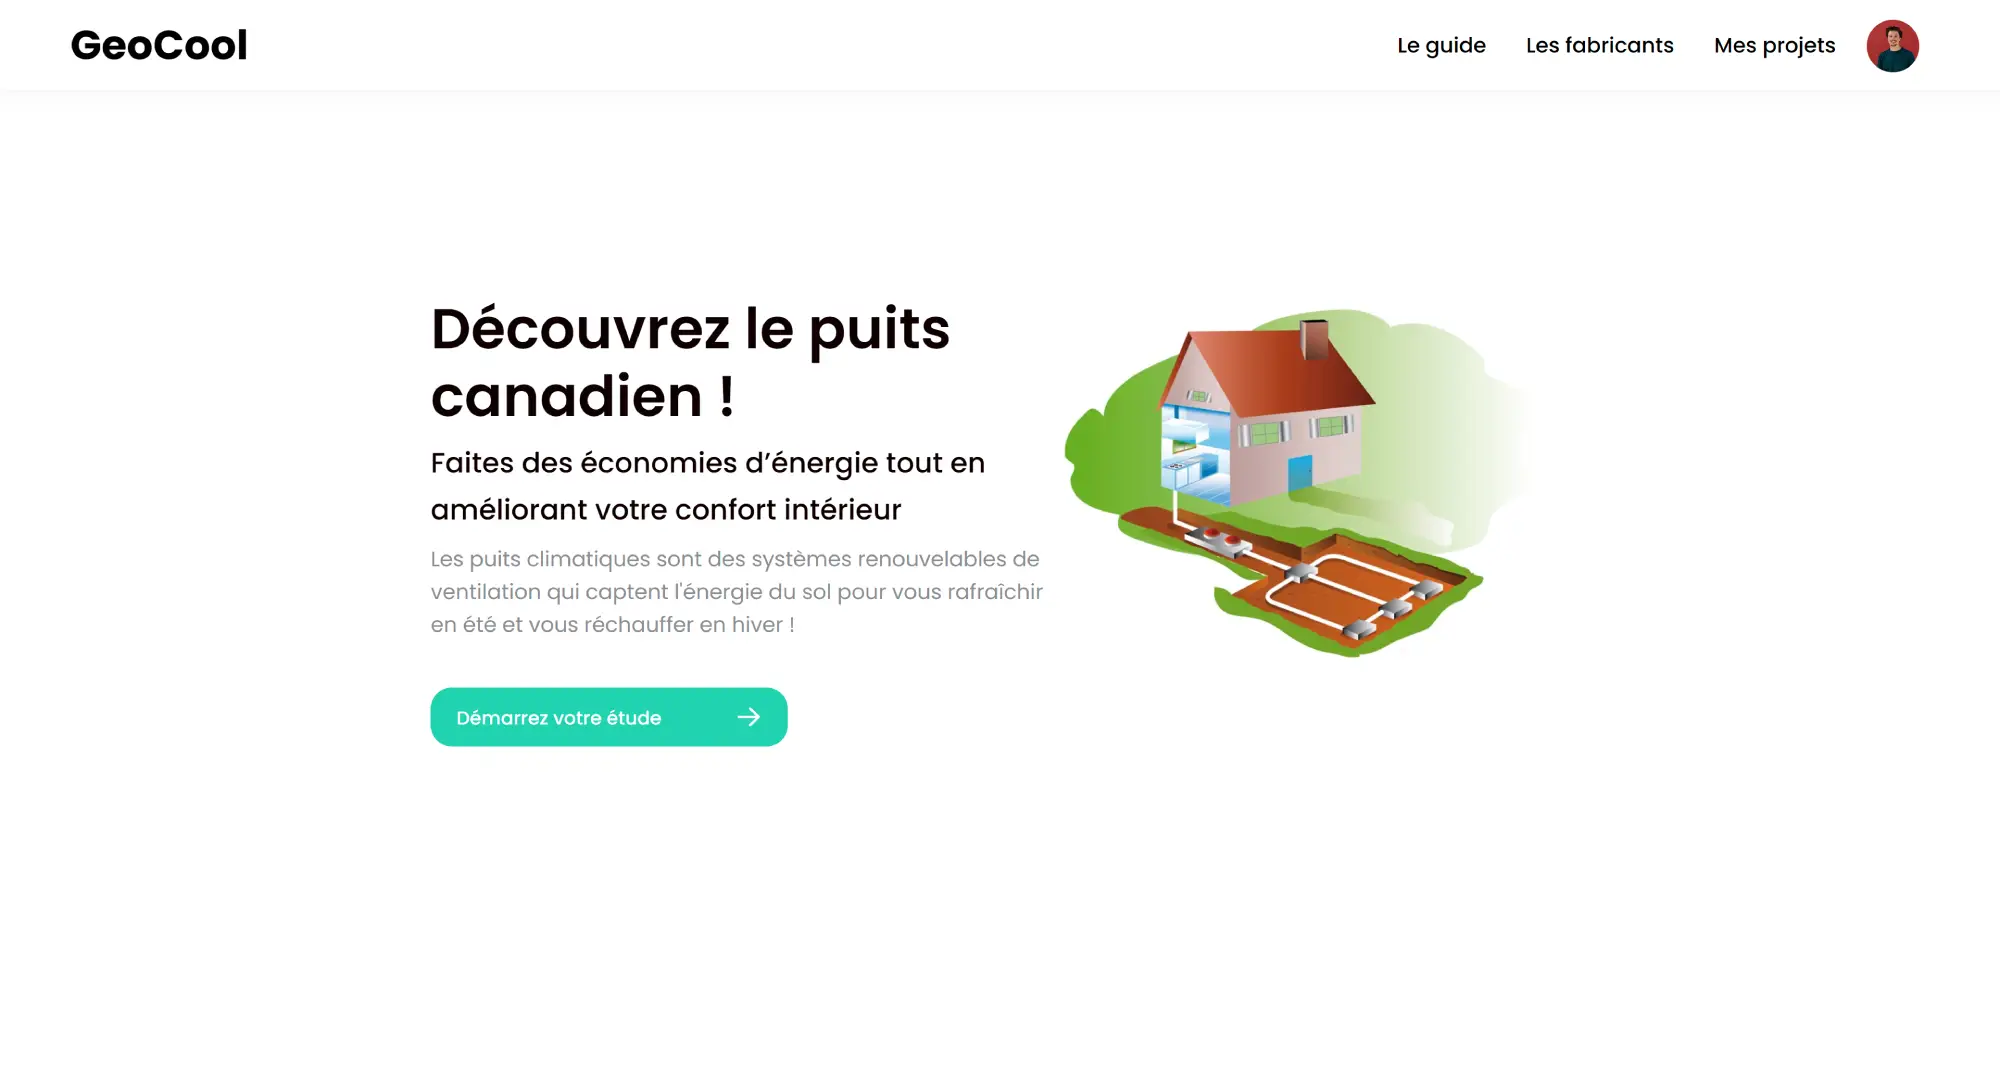 GeoCool
Le guide
Les fabricants
Mes projets
Découvrez le puits
canadien !
Faites des économies d’énergie tout en
améliorant votre confort intérieur
Les puits climatiques sont des systèmes renouvelables de
ventilation qui captent l'énergie du sol pour vous rafraîchir
en été et vous réchauffer en hiver !
Démarrez votre étude